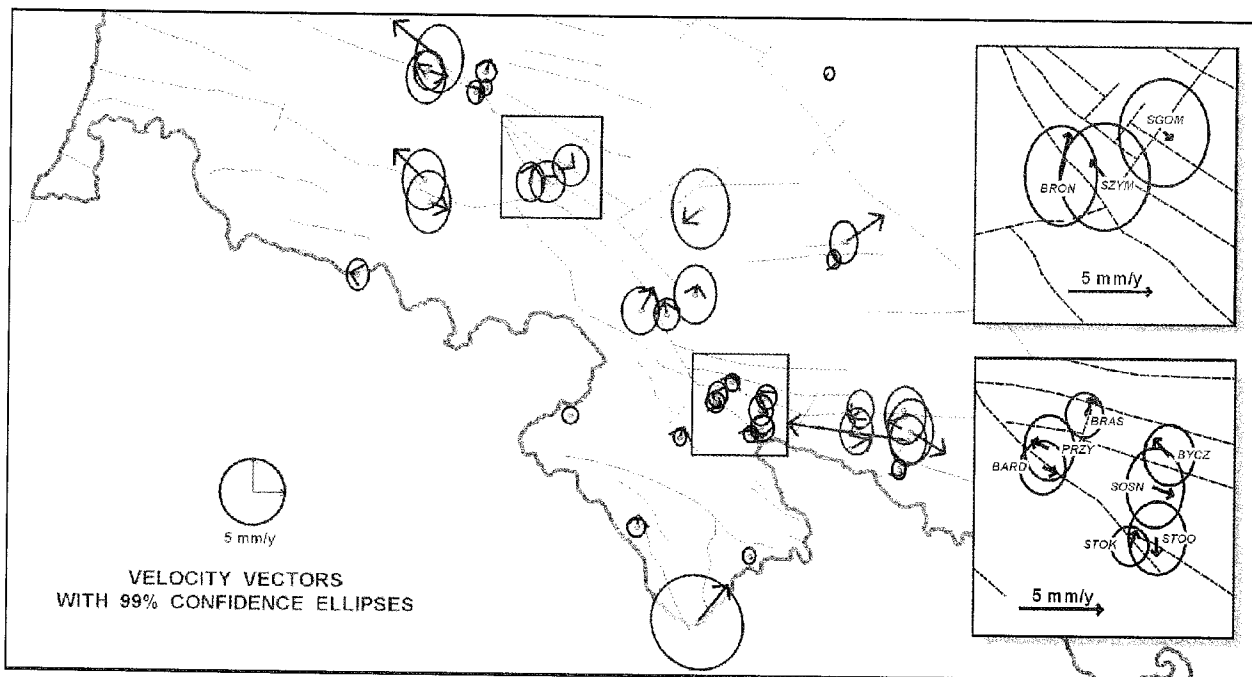 SGOM
BRON
SZYM
5 mm/y
BRAS
PRZY
BYCZ
BARD
SOSN
STOK
STOO
5 mm/y
5 mm/y
VELOCITY VECTORS
WITH 99% CONFIDENCE ELLIPSES